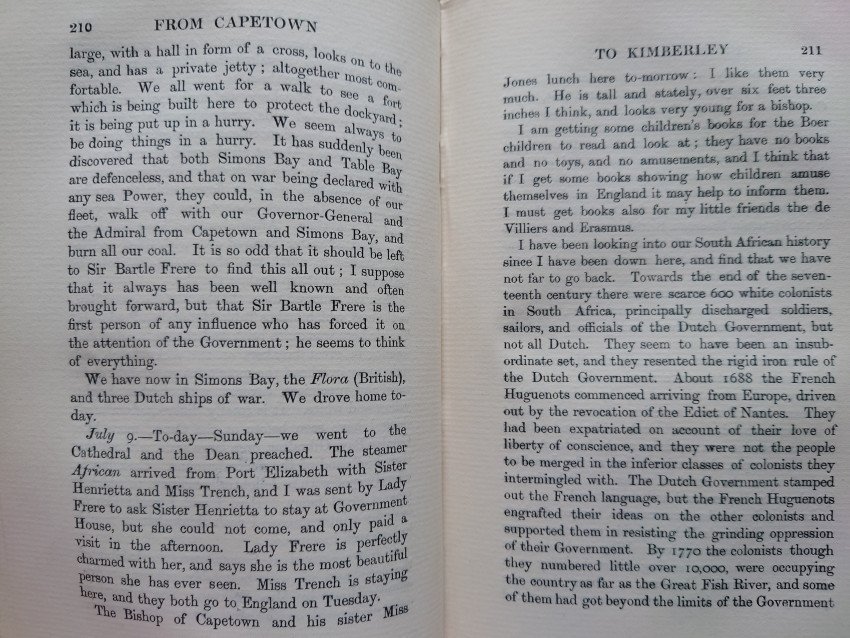 210 FROM CAPETOWN
large, with a hall in form of a cross, looks on to the
sea, and has a private jetty; altogether most com-
fortable. We all went for a walk to see a fort
which is being built here to protect the dockyard;
it is being put up in a hurry. We seem always to
be doing things in a hurry. It has suddenly been
discovered that both Simons Bay and Table Bay
are defenceless, and that on war being declared with
any sea Power, they could, in the absence of our
fleet, walk off with our Governor-General and
the Admiral from Capetown and Simons Bay, and
burn all our coal. It is so odd that it should be left
to Sir Bartle Frere to find this all out; I suppose
that it always has been well known and often
brought forward, but that Sir Bartle Frere is the
first person of any influence who has forced it on
the attention of the Government; he seems to think
of everything.
We have now in Simons Bay, the Flora (British),
and three Dutch ships of war. We drove home to-
day.
July 9.—To-day—Sunday—we went to the
Cathedral and the Dean preached. The steamer
African arrived from Port Elizabeth with Sister
Henrietta and Miss Trench, and I was sent by Lady
Frere to ask Sister Henrietta to stay at Government
House, but she could not come, and only paid a
visit in the afternoon. Lady Frere is perfectly
charmed with her, and says she is the most beautiful
person she has ever seen. Miss Trench is staying
here, and they both go to England on Tuesday.
The Bishop of Capetown and his sister Miss
TO KIMBERLEY 211
Jones lunch here to-morrow: I like them very
much. He is tall and stately, over six feet three
inches I think, and looks very young for a bishop.
I am getting some children's books for the Boer
children to read and look at; they have no books
and no toys, and no amusements, and I think that
if I get some books showing how children amuse
themselves in England it may help to inform them.
I must get books also for my little friends the de
Villiers and Erasmus.
I have been looking into our South African history
since I have been down here, and find that we have
not far to go back. Towards the end of the seven-
teenth century there were scarce 600 white colonists
in South Africa, principally discharged soldiers,
sailors, and officials of the Dutch Government, but
not all Dutch. They seem to have been an insub-
ordinate set, and they resented the rigid iron rule of
the Dutch Government. About 1688 the French
Huguenots commenced arriving from Europe, driven
out by the revocation of the Edict of Nantes. They
had been expatriated on account of their love of
liberty of conscience, and they were not the people
to be merged in the inferior classes of colonists they
intermingled with. The Dutch Government stamped
out the French language, but the French Huguenots
engrafted their ideas on the other colonists and
supported them in resisting the grinding oppression
of their Government. By 1770 the colonists though
they numbered little over 10,000, were occupying
the country as far as the Great Fish River, and some
of them had got beyond the limits of the Government